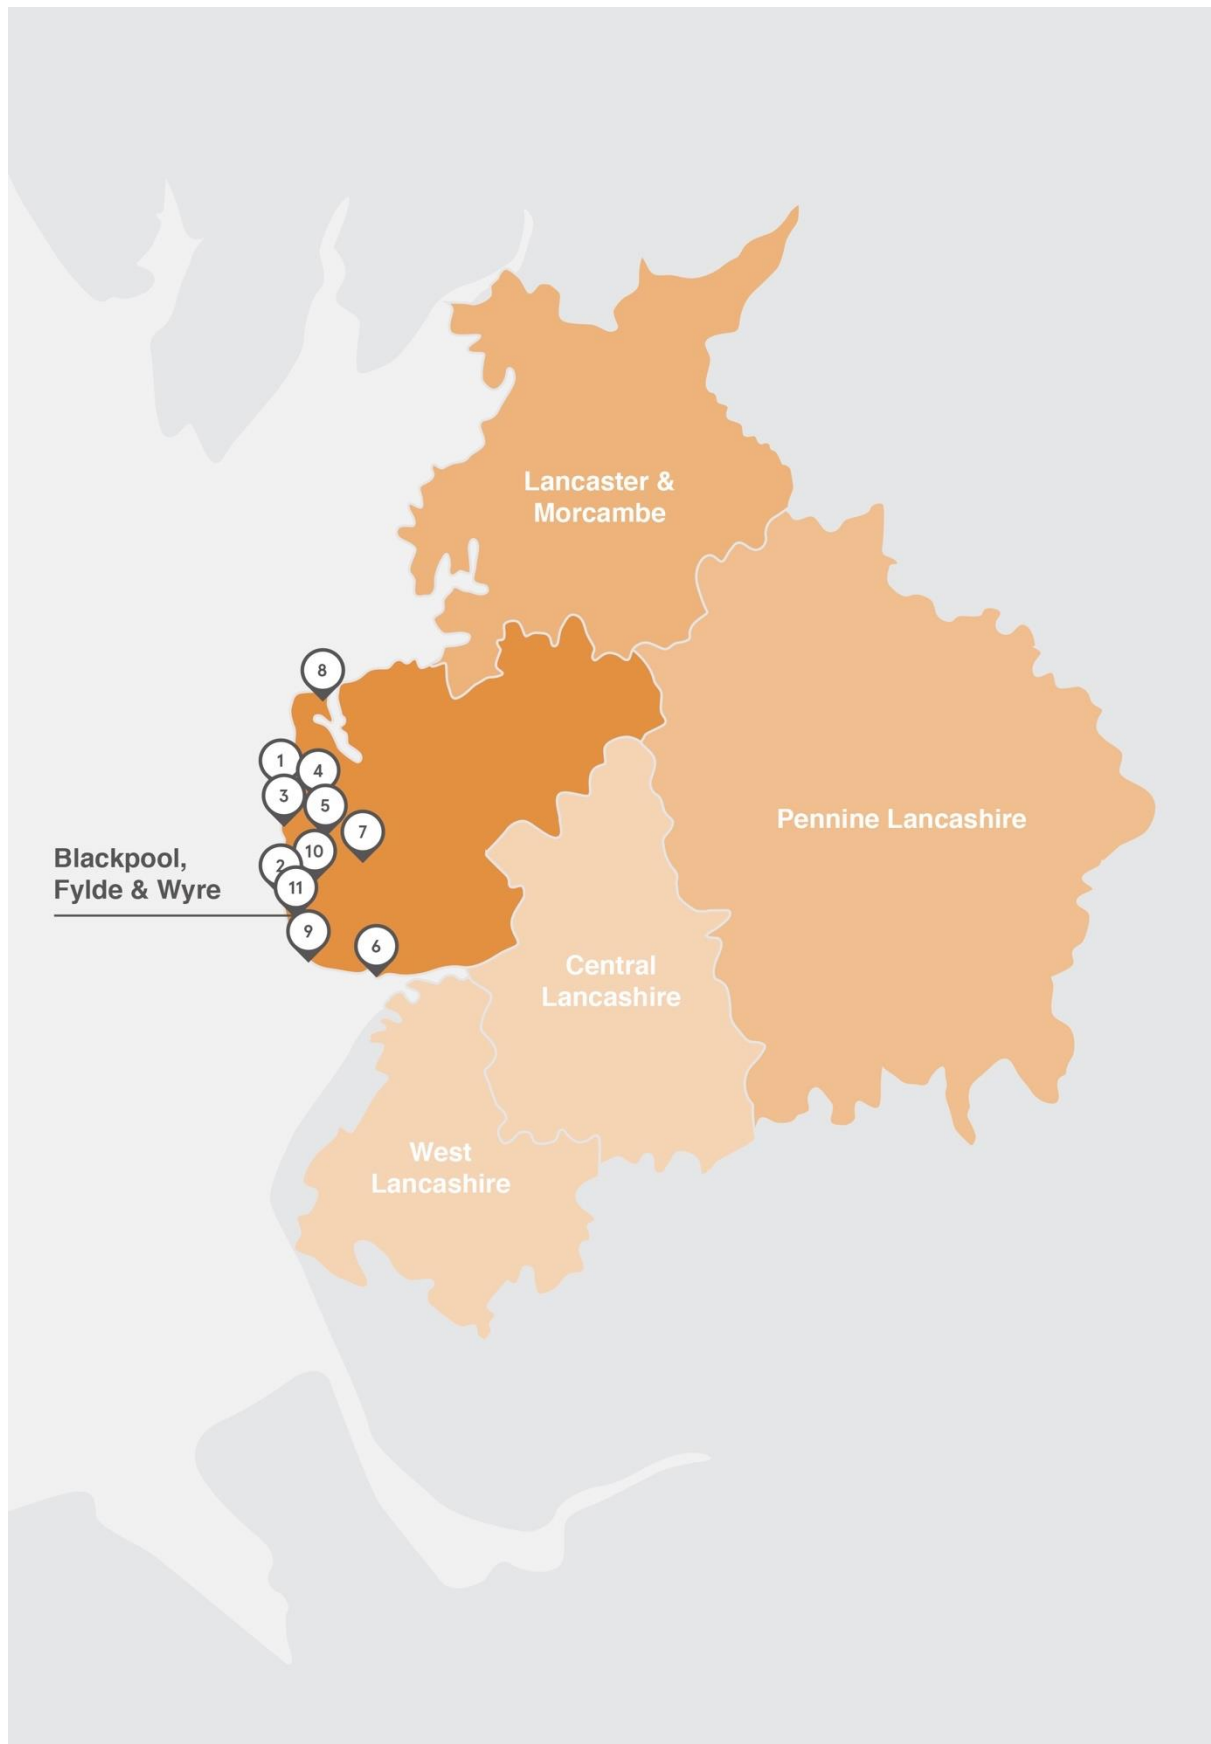 Lancaster &
Morcambe
8
1
4
3
5
7
Pennine Lancashire
10
2
11
Blackpool,
Fylde & Wyre
9
6
Central
Lancashire
West
Lancashire